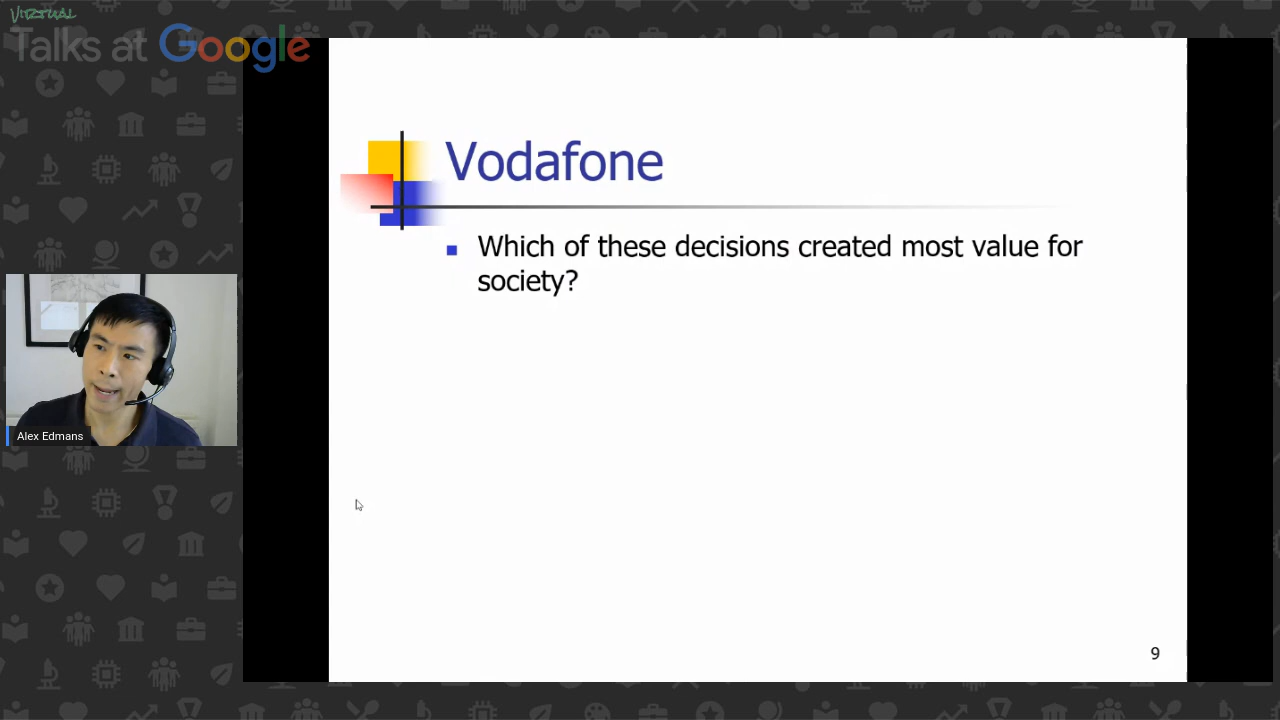 VIRTUAL
Talks at Google
Vodafone
Which of these decisions created most value for
society?
Alex Edmans
9